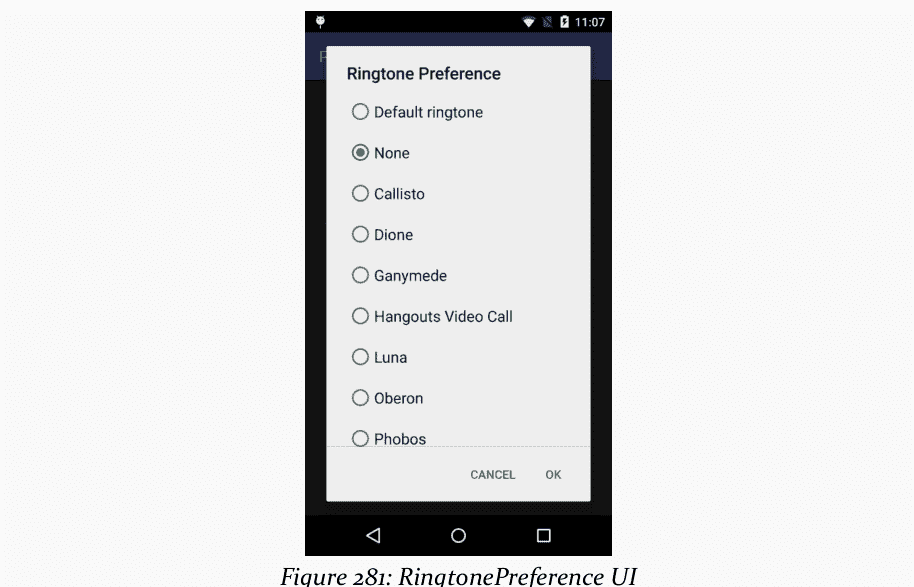 11:07
Ringtone Preference
Default ringtone
None
Callisto
Dione
Ganymede
Hangouts Video Call
Luna
Oberon
Phobos
CANCEL OK
Figure 281: RingtonePreference UI